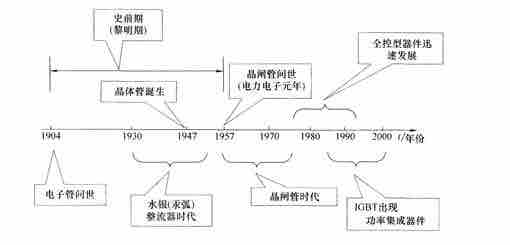 史前期
(黎明期)
全控型器件迅
速发展
晶体管诞生
晶闸管问世
(电力电子元年)
1904
1930
1947
1957
1970
1980
1990
2000
t/年份
电子管问世
水银(汞弧)
整流器时代
晶闸管时代
IGBT出现
功率集成器件